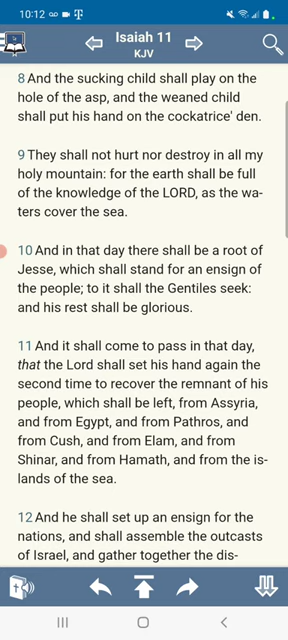 10:12
Isaiah 11
KJV
8 And the sucking child shall play on the
hole of the asp, and the weaned child
shall put his hand on the cockatrice' den.
9 They shall not hurt nor destroy in all my
holy mountain: for the earth shall be full
of the knowledge of the LORD, as the wa-
ters cover the sea.
10 And in that day there shall be a root of
Jesse, which shall stand for an ensign of
the people; to it shall the Gentiles seek:
and his rest shall be glorious.
11 And it shall come to pass in that day,
that the Lord shall set his hand again the
second time to recover the remnant of his
people, which shall be left, from Assyria,
and from Egypt, and from Pathros, and
from Cush, and from Elam, and from
Shinar, and from Hamath, and from the is-
lands of the sea.
12 And he shall set up an ensign for the
nations, and shall assemble the outcasts
of Israel, and gather together the dis-